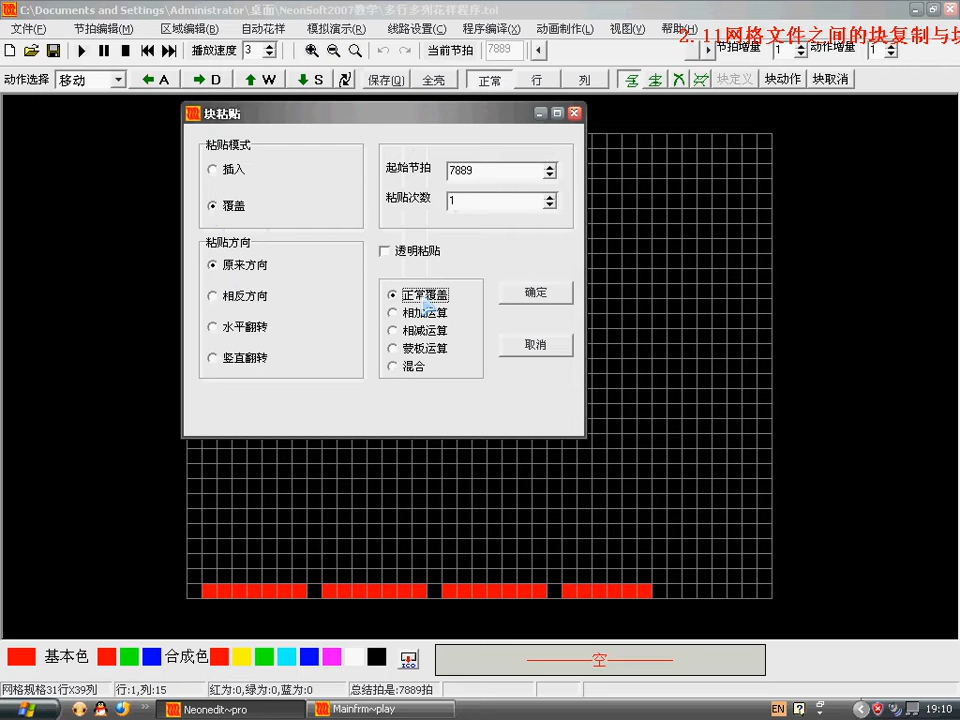 C:\Documents and Settings\Administrator\桌面\NeonSoft2007教学\多行多列花样程序.tol
文件(F) 节拍编辑(M) 区域编辑(B) 自动花样 模拟演示(R) 线路设置(C) 程序编译(X) 动画制作(L) 视图(V) 帮助(H)
2.11网格文件之间的块复制与块
播放速度 3 当前节拍 7889 节拍增量 1 动作增量 1
动作选择 移动 A D W S 保存(Q) 全亮 正常 行 列 块定义 块动作 块取消
块粘贴
粘贴模式
插入
覆盖
起始节拍 7889
粘贴次数 1
粘贴方向
原来方向
相反方向
水平翻转
竖直翻转
透明粘贴
正常覆盖
相加运算
相减运算
蒙板运算
混合
确定
取消
基本色 合成色 ICO 空
网格规格31行X39列 行:1,列:15 红为:0,绿为:0,蓝为:0 总结拍是:7889拍
Neonedit~pro Mainfrm~play EN 19:10